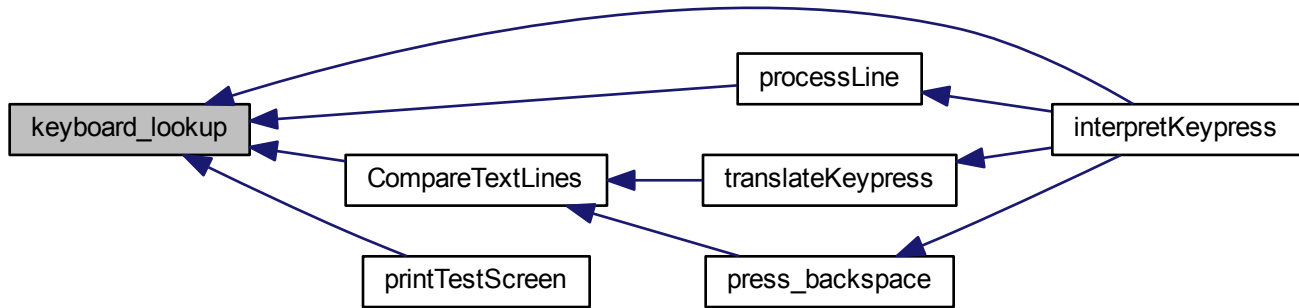 processLine
keyboard_lookup
interpretKeypress
CompareTextLines
translateKeypress
printTestScreen
press_backspace